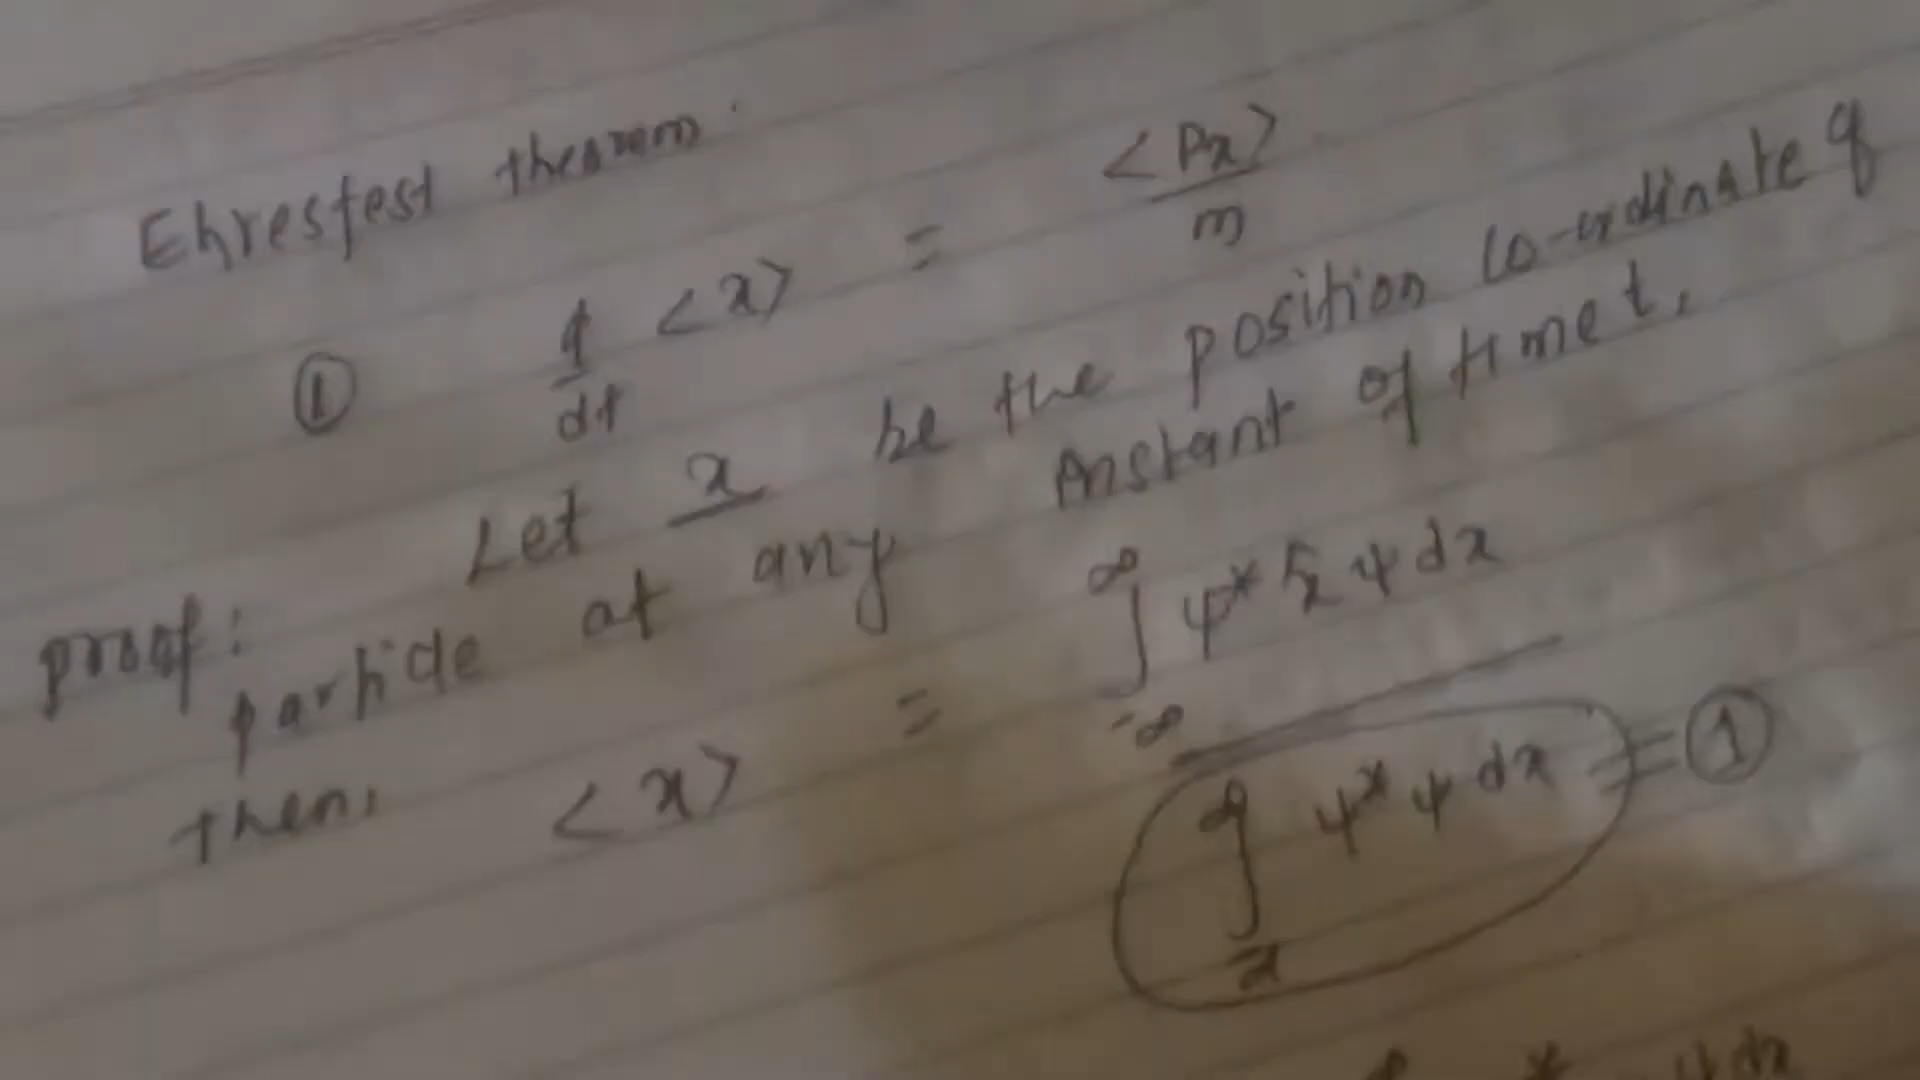 Ehresfest theorem.
① d/dt <x> = <Px>/m
proof: Let x be the position co-ordinate of
particle at any instant of time t,
then, <x> = ∫_{-∞}^{∞} ψ* x̂ ψ dx
∫_{-∞}^{∞} ψ* ψ dx = ①
ψ dx